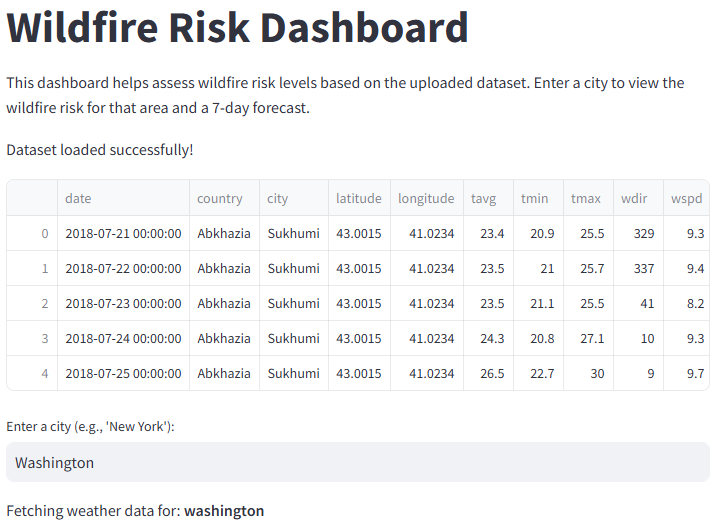 Wildfire Risk Dashboard
This dashboard helps assess wildfire risk levels based on the uploaded dataset. Enter a city to view the
wildfire risk for that area and a 7-day forecast.
Dataset loaded successfully!
date country city latitude longitude tavg tmin tmax wdir wspd
0 2018-07-21 00:00:00 Abkhazia Sukhumi 43.0015 41.0234 23.4 20.9 25.5 329 9.3
1 2018-07-22 00:00:00 Abkhazia Sukhumi 43.0015 41.0234 23.5 21 25.7 337 9.4
2 2018-07-23 00:00:00 Abkhazia Sukhumi 43.0015 41.0234 23.5 21.1 25.5 41 8.2
3 2018-07-24 00:00:00 Abkhazia Sukhumi 43.0015 41.0234 24.3 20.8 27.1 10 9.3
4 2018-07-25 00:00:00 Abkhazia Sukhumi 43.0015 41.0234 26.5 22.7 30 9 9.7
Enter a city (e.g., 'New York'):
Washington
Fetching weather data for: washington